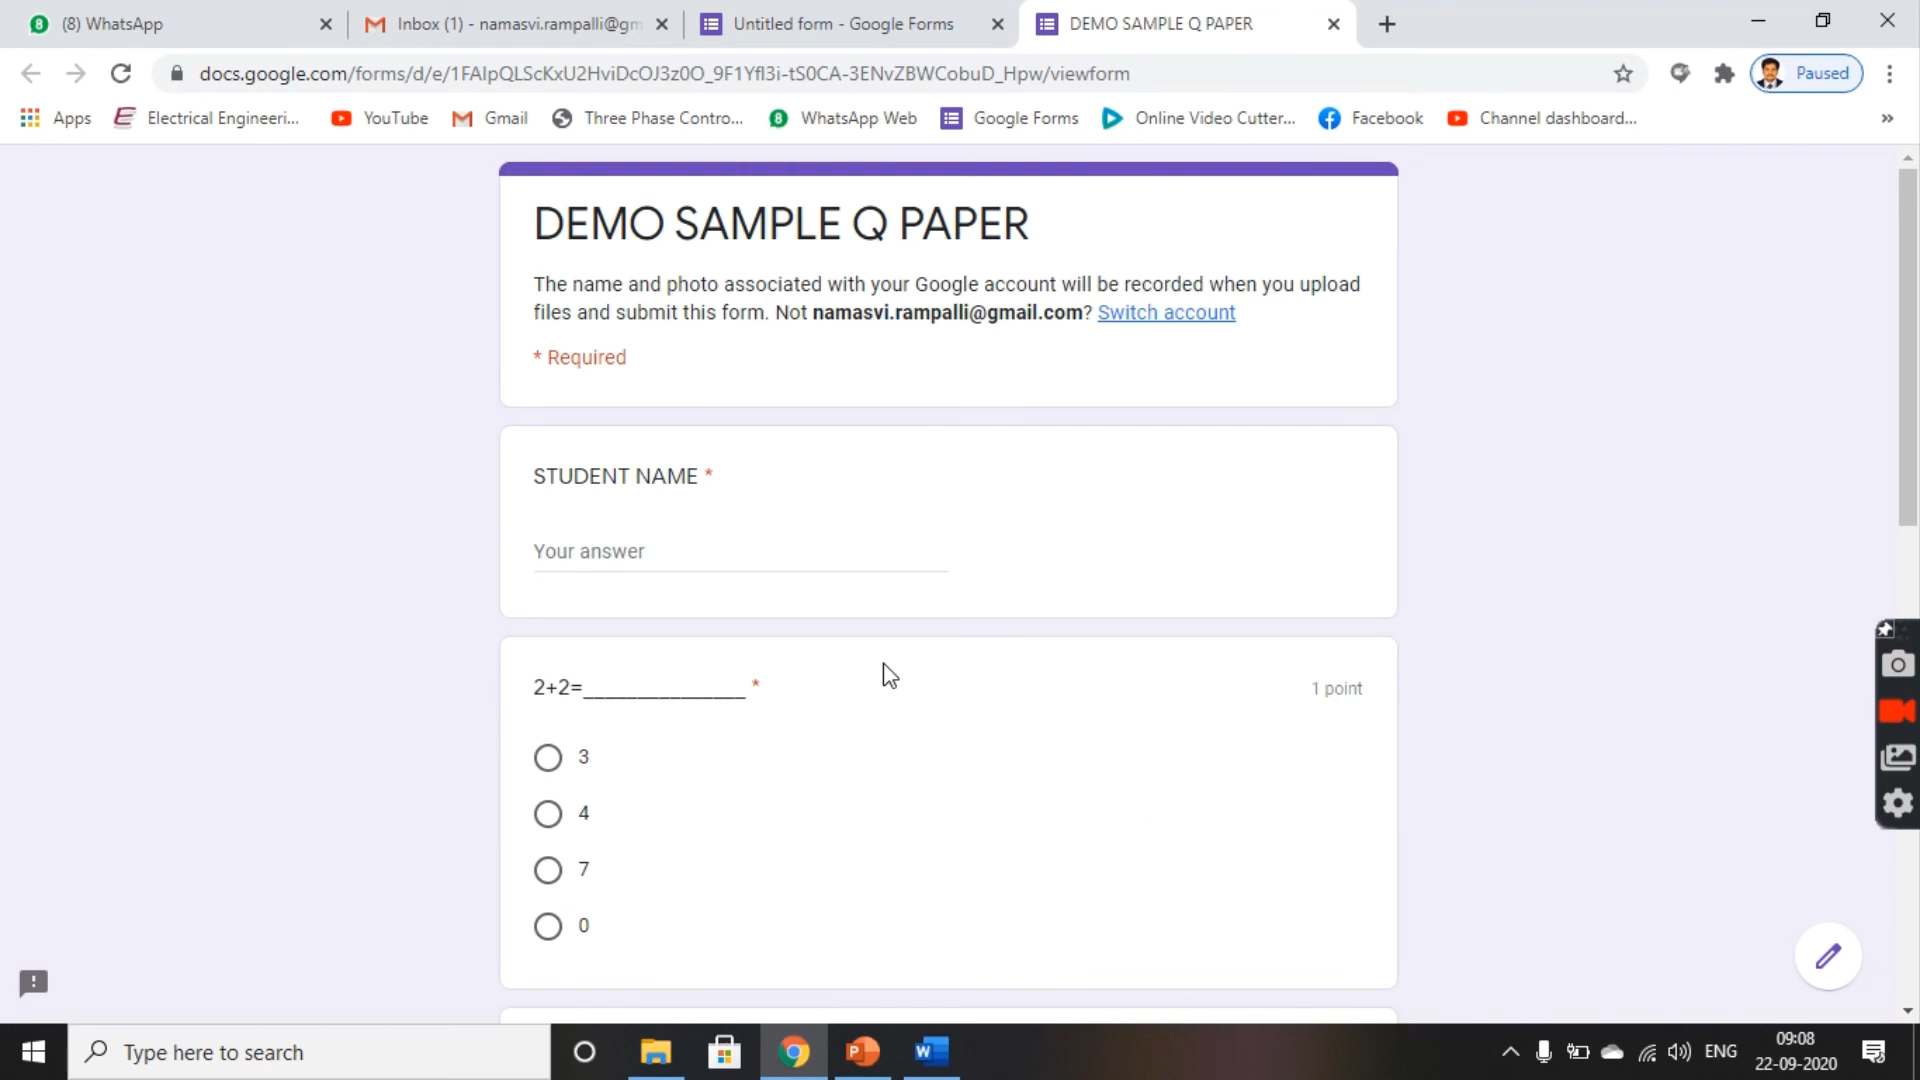 (8) WhatsApp
Inbox (1) - namasvi.rampalli@gm
Untitled form - Google Forms
DEMO SAMPLE Q PAPER
docs.google.com/forms/d/e/1FAIpQLScKxU2HviDcOJ3z0O_9F1Yfl3i-tS0CA-3ENvZBWCobuD_Hpw/viewform
Paused
Apps
Electrical Engineeri...
YouTube
Gmail
Three Phase Contro...
WhatsApp Web
Google Forms
Online Video Cutter...
Facebook
Channel dashboard...
»
DEMO SAMPLE Q PAPER
The name and photo associated with your Google account will be recorded when you upload
files and submit this form. Not namasvi.rampalli@gmail.com? Switch account
* Required
STUDENT NAME *
Your answer
2+2=_______________ *
1 point
3
4
7
0
Type here to search
ENG
09:08
22-09-2020